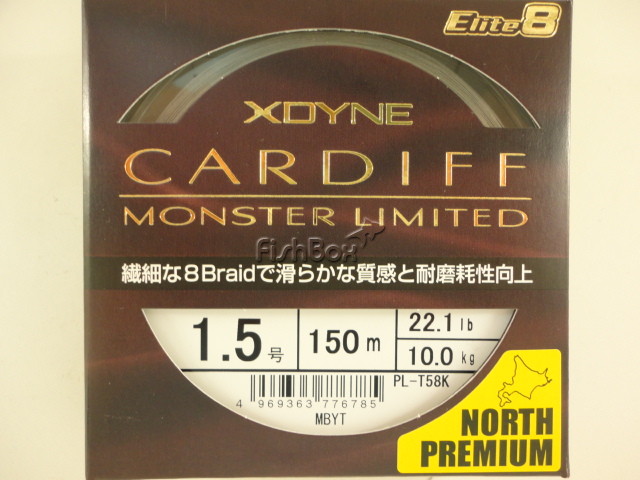 Elite8
XDYNE
CARDIFF
MONSTER LIMITED
FishBox
繊細な8Braidで滑らかな質感と耐磨耗性向上
1.5号
150m
22.1lb
10.0kg
PL-T58K
4 969363 776785
MBYT
NORTH
PREMIUM